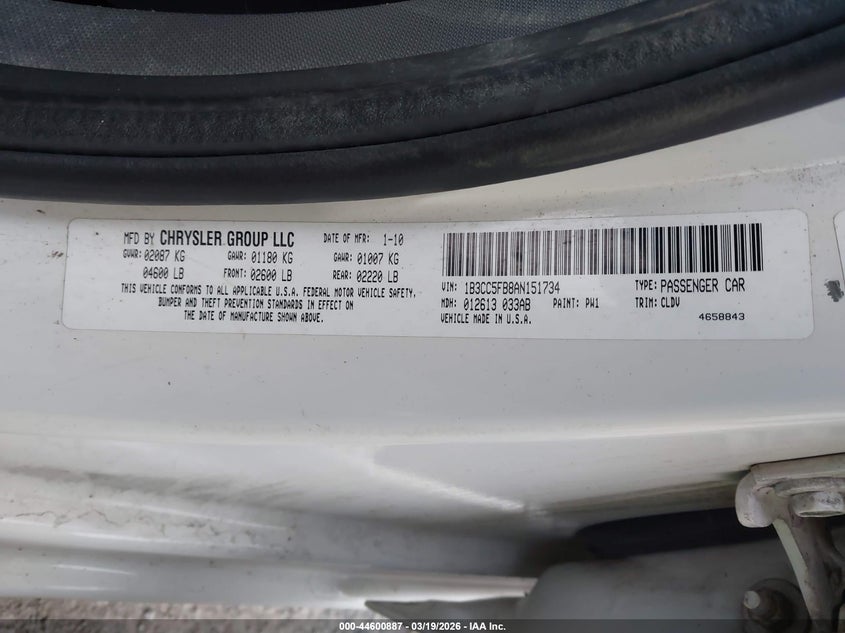 MFD BY CHRYSLER GROUP LLC DATE OF MFR: 1-10
GVWR: 02087 KG GAWR: 01180 KG GAWR: 01007 KG
04600 LB FRONT: 02600 LB REAR: 02220 LB
THIS VEHICLE CONFORMS TO ALL APPLICABLE U.S.A. FEDERAL MOTOR VEHICLE SAFETY,
BUMPER AND THEFT PREVENTION STANDARDS IN EFFECT ON
THE DATE OF MANUFACTURE SHOWN ABOVE.
VIN: 1B3CC5FB8AN151734 TYPE: PASSENGER CAR
MDH: 012613 033AB PAINT: PW1 TRIM: CLDV
VEHICLE MADE IN U.S.A. 4658843
000-44600887 - 03/19/2026 - IAA Inc.